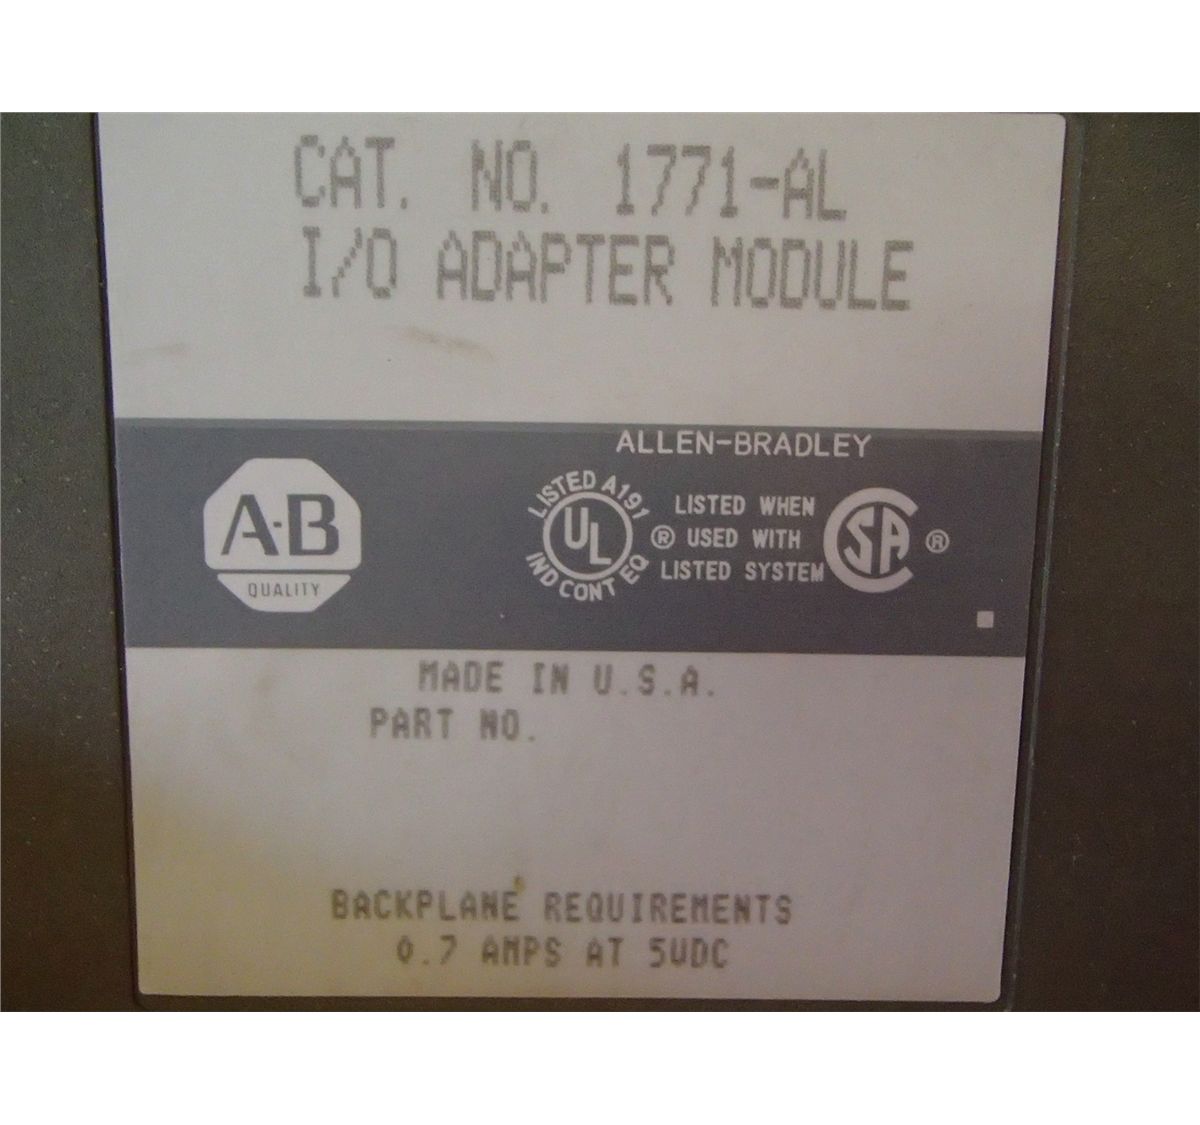 CAT. NO. 1771-AL
I/O ADAPTER MODULE
ALLEN-BRADLEY
A-B
QUALITY
LISTED A191
UL
IND CONT EQ
®
LISTED WHEN
USED WITH
LISTED SYSTEM
SA ®
MADE IN U.S.A.
PART NO.
BACKPLANE REQUIREMENTS
0.7 AMPS AT 5VDC